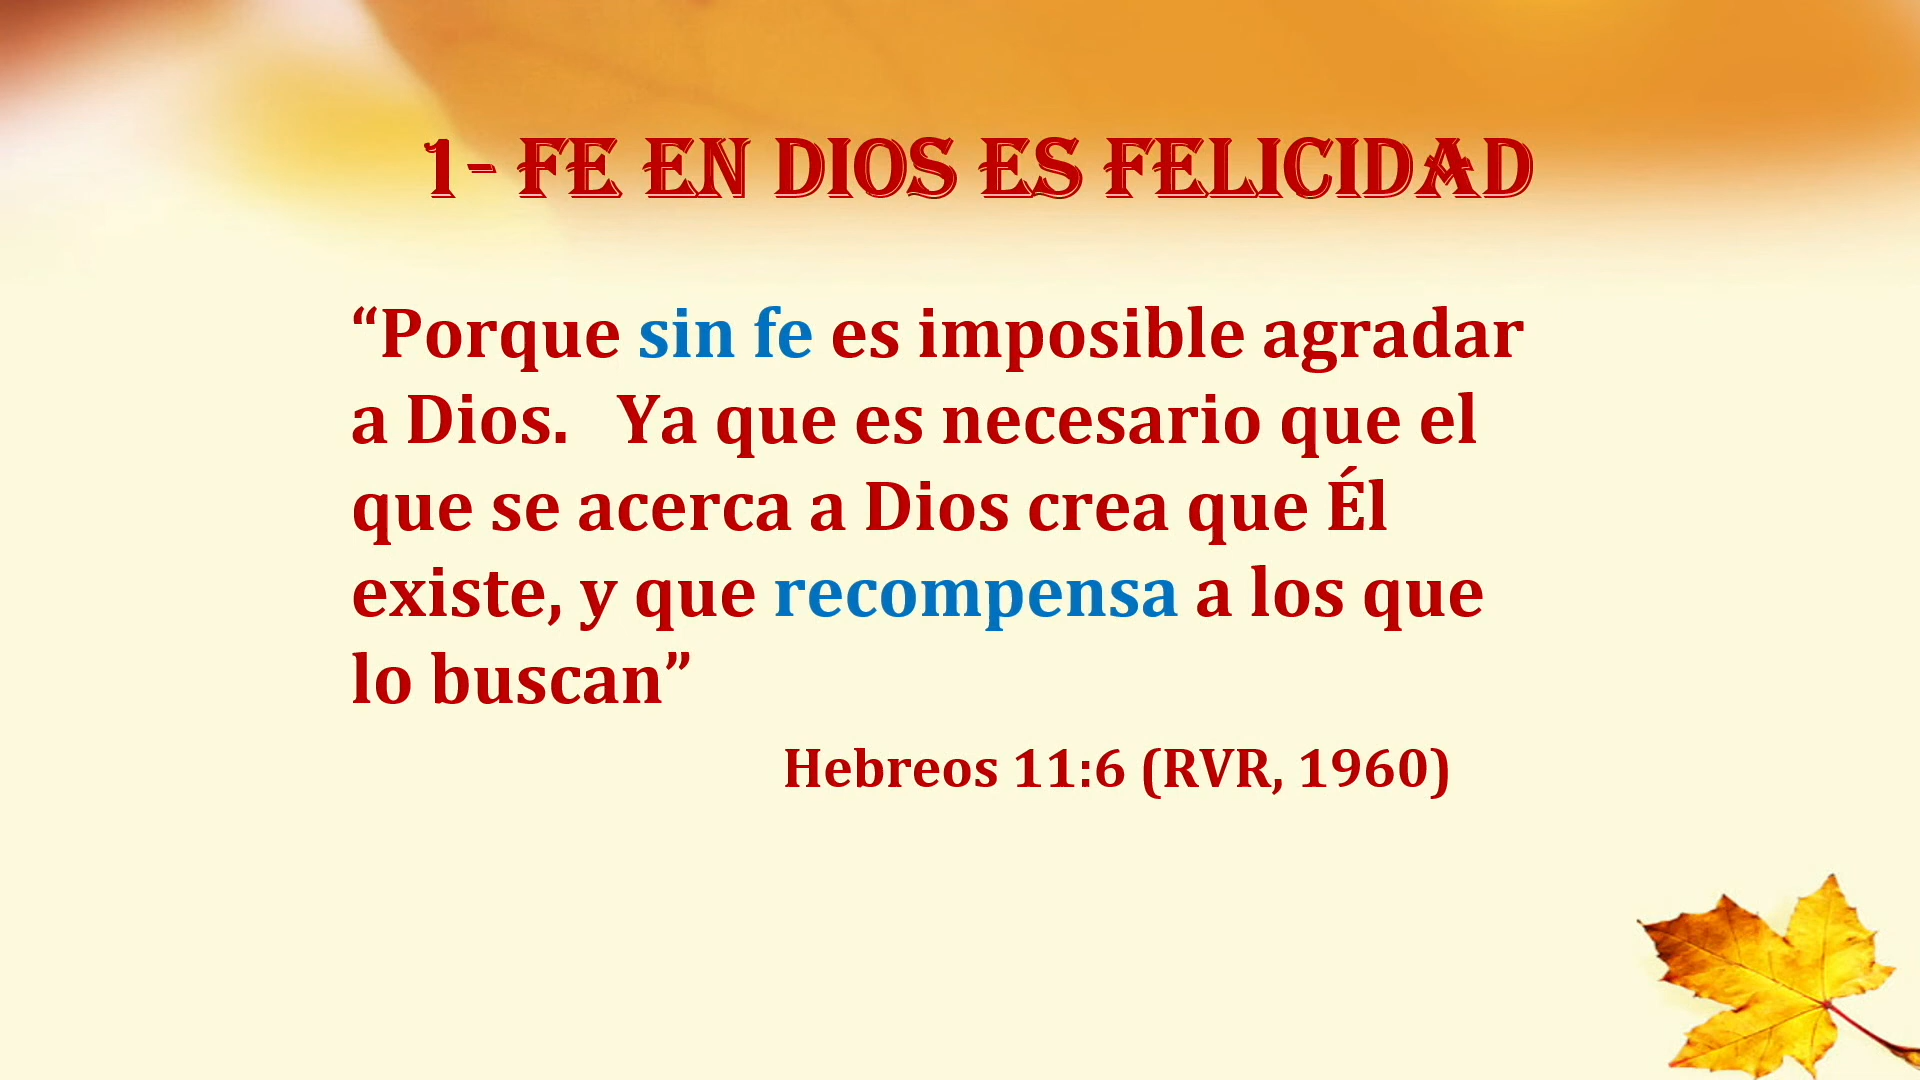 1- FE EN DIOS ES FELICIDAD
“Porque sin fe es imposible agradar
a Dios.   Ya que es necesario que el
que se acerca a Dios crea que Él
existe, y que recompensa a los que
lo buscan”
Hebreos 11:6 (RVR, 1960)